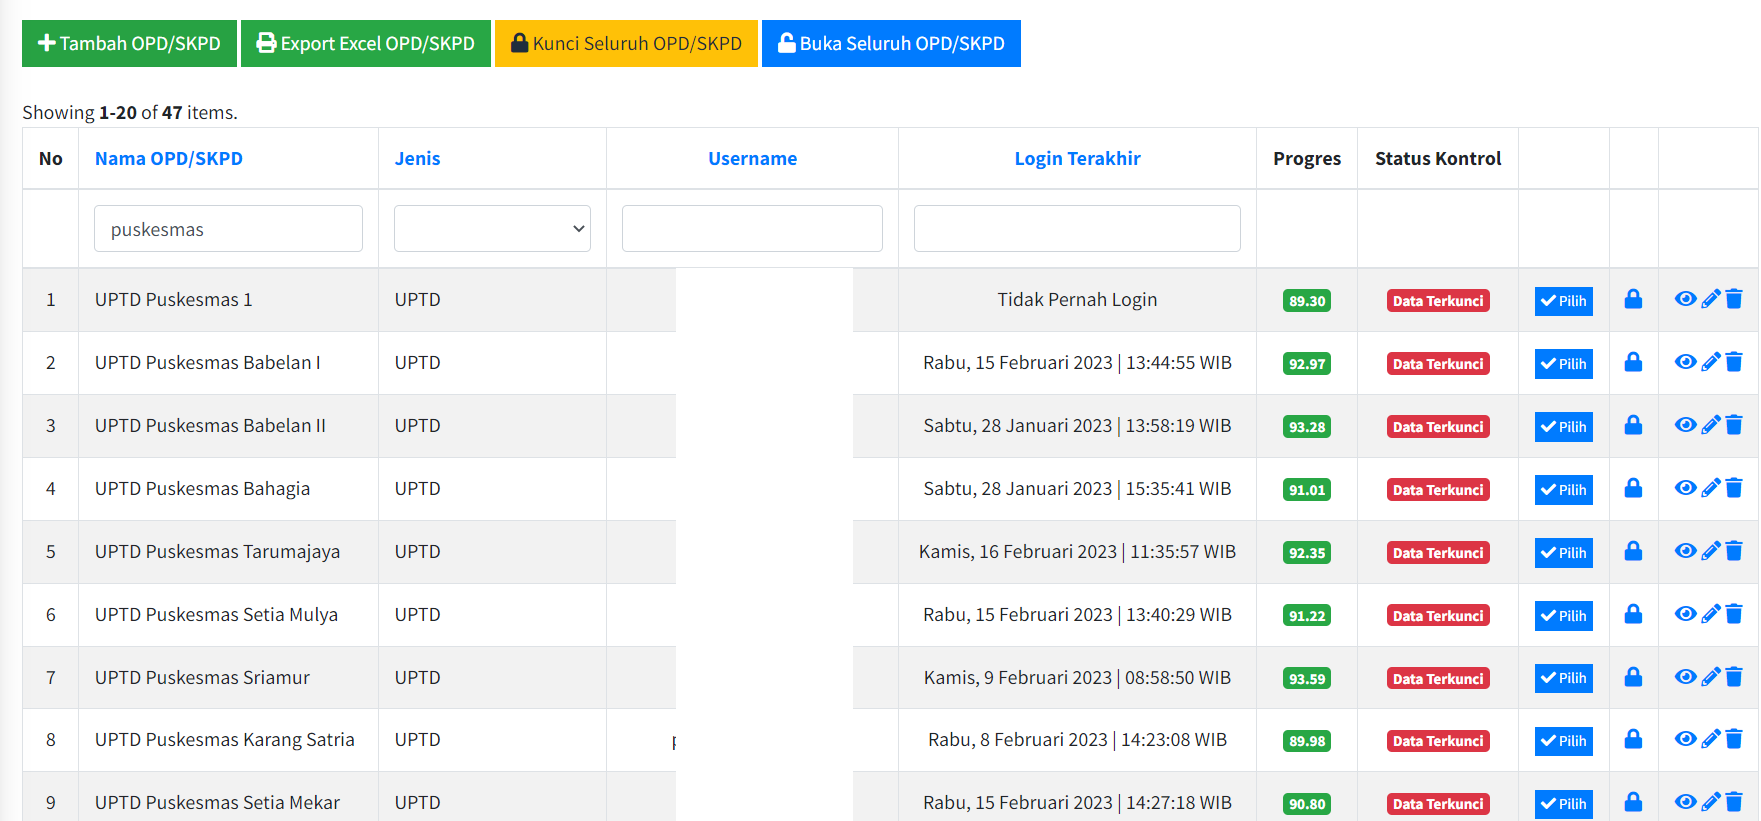 Tambah OPD/SKPD Export Excel OPD/SKPD Kunci Seluruh OPD/SKPD Buka Seluruh OPD/SKPD
Showing 1-20 of 47 items.
No Nama OPD/SKPD Jenis Username Login Terakhir Progres Status Kontrol
puskesmas
1 UPTD Puskesmas 1 UPTD Tidak Pernah Login 89.30 Data Terkunci Pilih
2 UPTD Puskesmas Babelan I UPTD Rabu, 15 Februari 2023 | 13:44:55 WIB 92.97 Data Terkunci Pilih
3 UPTD Puskesmas Babelan II UPTD Sabtu, 28 Januari 2023 | 13:58:19 WIB 93.28 Data Terkunci Pilih
4 UPTD Puskesmas Bahagia UPTD Sabtu, 28 Januari 2023 | 15:35:41 WIB 91.01 Data Terkunci Pilih
5 UPTD Puskesmas Tarumajaya UPTD Kamis, 16 Februari 2023 | 11:35:57 WIB 92.35 Data Terkunci Pilih
6 UPTD Puskesmas Setia Mulya UPTD Rabu, 15 Februari 2023 | 13:40:29 WIB 91.22 Data Terkunci Pilih
7 UPTD Puskesmas Sriamur UPTD Kamis, 9 Februari 2023 | 08:58:50 WIB 93.59 Data Terkunci Pilih
8 UPTD Puskesmas Karang Satria UPTD Rabu, 8 Februari 2023 | 14:23:08 WIB 89.98 Data Terkunci Pilih
9 UPTD Puskesmas Setia Mekar UPTD Rabu, 15 Februari 2023 | 14:27:18 WIB 90.80 Data Terkunci Pilih